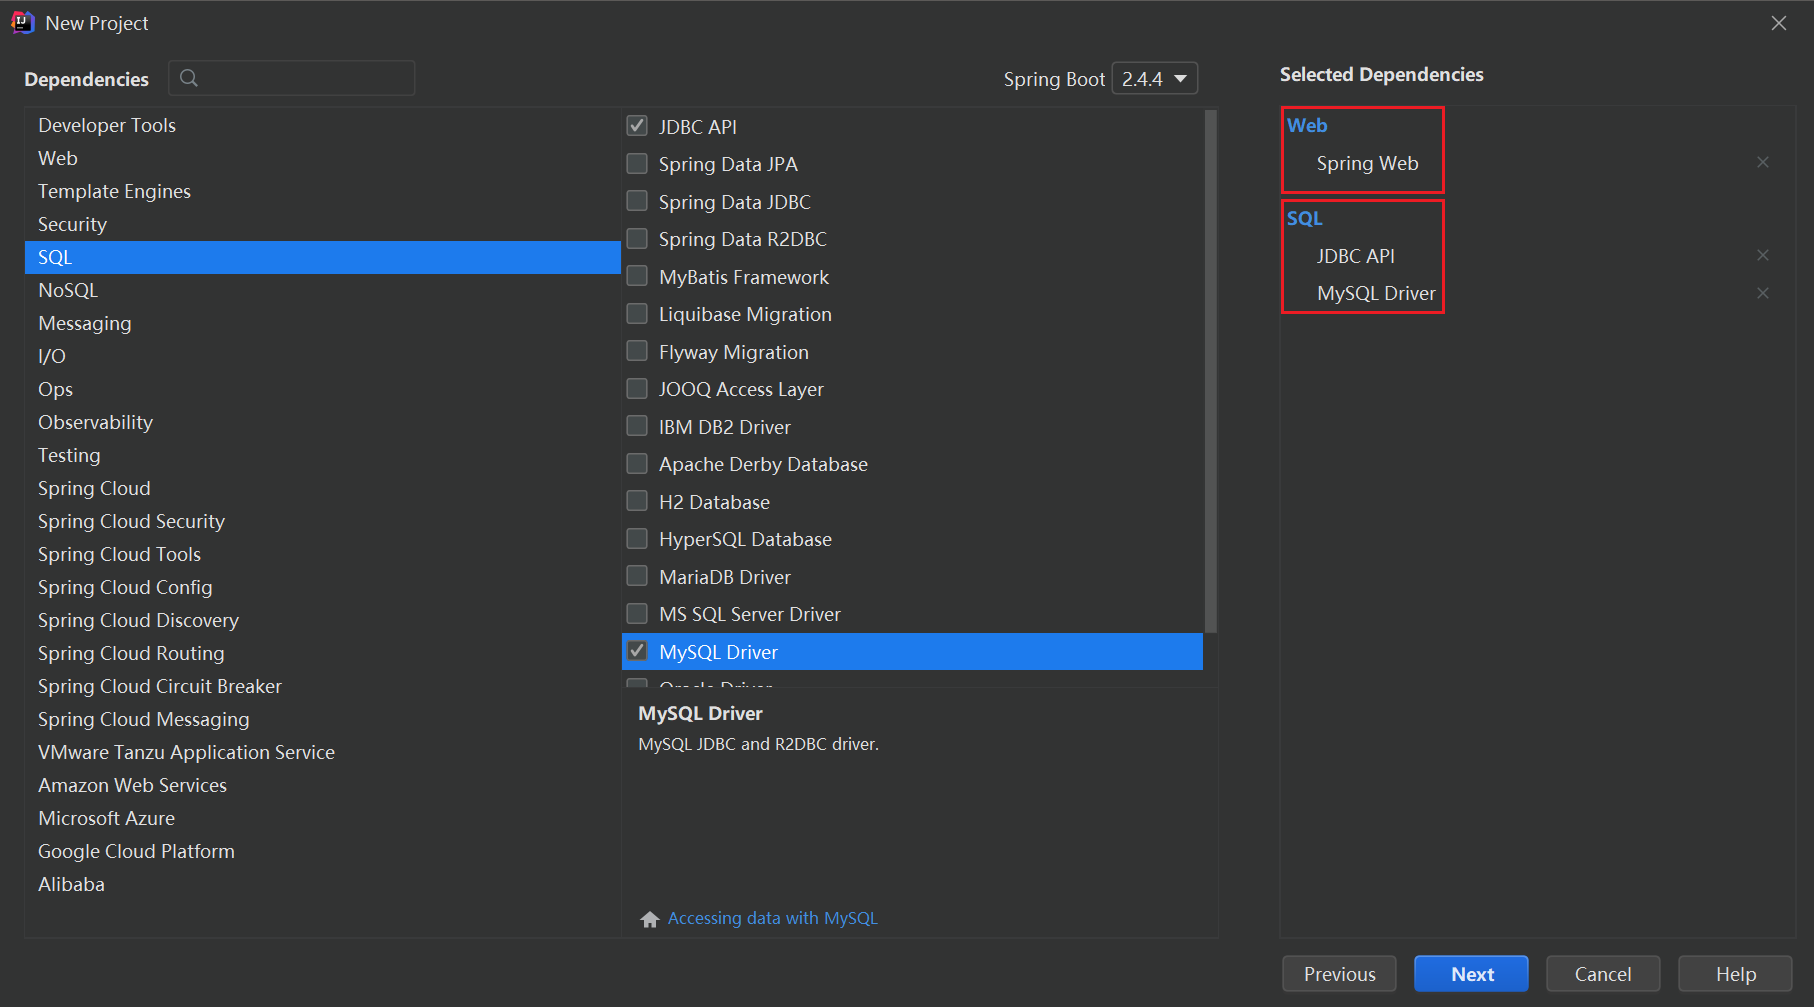 New Project
Dependencies
Spring Boot 2.4.4
Selected Dependencies
Developer Tools
Web
Template Engines
Security
SQL
NoSQL
Messaging
I/O
Ops
Observability
Testing
Spring Cloud
Spring Cloud Security
Spring Cloud Tools
Spring Cloud Config
Spring Cloud Discovery
Spring Cloud Routing
Spring Cloud Circuit Breaker
Spring Cloud Messaging
VMware Tanzu Application Service
Amazon Web Services
Microsoft Azure
Google Cloud Platform
Alibaba
JDBC API
Spring Data JPA
Spring Data JDBC
Spring Data R2DBC
MyBatis Framework
Liquibase Migration
Flyway Migration
JOOQ Access Layer
IBM DB2 Driver
Apache Derby Database
H2 Database
HyperSQL Database
MariaDB Driver
MS SQL Server Driver
MySQL Driver
Oracle Driver
MySQL Driver
MySQL JDBC and R2DBC driver.
Accessing data with MySQL
Web
Spring Web
SQL
JDBC API
MySQL Driver
Previous
Next
Cancel
Help